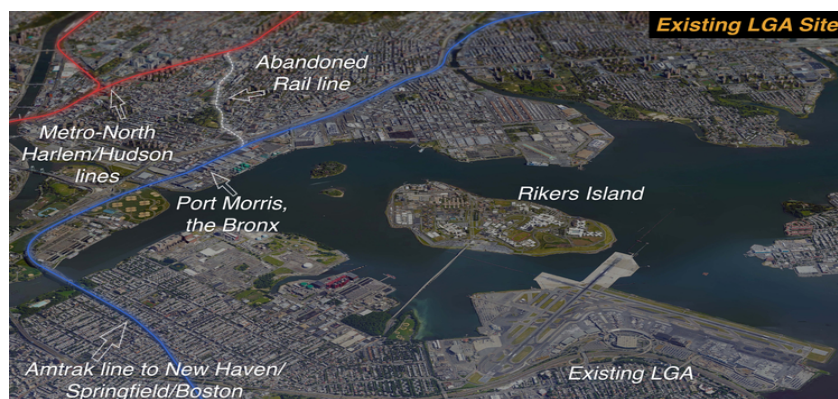 Existing LGA Site
Abandoned
Rail line
Metro-North
Harlem/Hudson
lines
Port Morris,
the Bronx
Rikers Island
Amtrak line to New Haven/
Springfield/Boston
Existing LGA